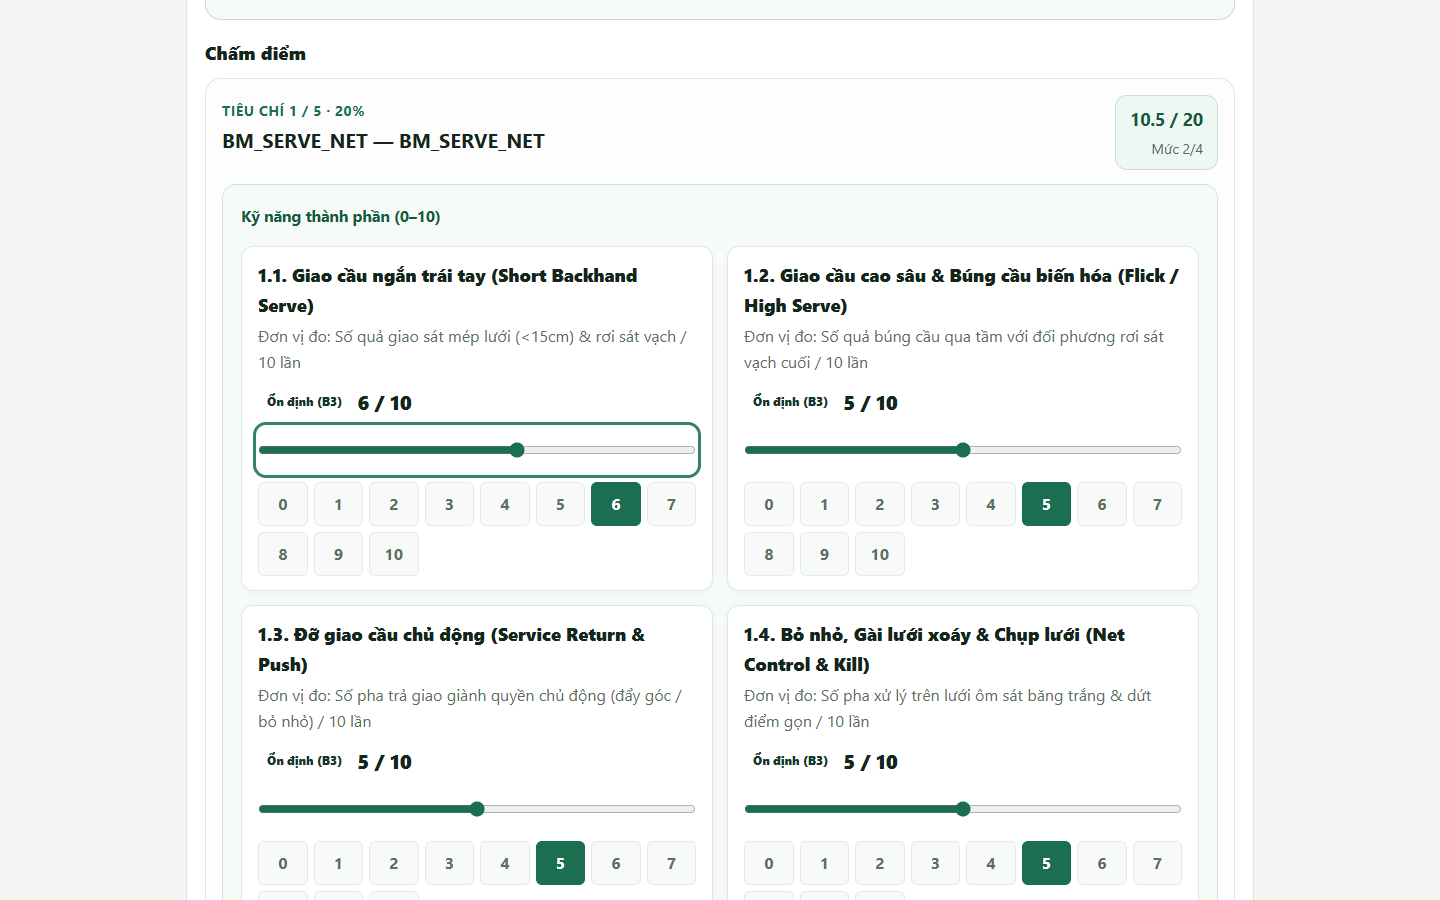 Chấm điểm
TIÊU CHÍ 1 / 5 · 20%
BM_SERVE_NET — BM_SERVE_NET
10.5 / 20
Mức 2/4
Kỹ năng thành phần (0–10)
1.1. Giao cầu ngắn trái tay (Short Backhand
Serve)
Đơn vị đo: Số quả giao sát mép lưới (<15cm) & rơi sát vạch /
10 lần
Ổn định (B3) 6 / 10
0 1 2 3 4 5 6 7
8 9 10
1.2. Giao cầu cao sâu & Búng cầu biến hóa (Flick /
High Serve)
Đơn vị đo: Số quả búng cầu qua tầm với đối phương rơi sát
vạch cuối / 10 lần
Ổn định (B3) 5 / 10
0 1 2 3 4 5 6 7
8 9 10
1.3. Đỡ giao cầu chủ động (Service Return &
Push)
Đơn vị đo: Số pha trả giao giành quyền chủ động (đẩy góc /
bỏ nhỏ) / 10 lần
Ổn định (B3) 5 / 10
0 1 2 3 4 5 6 7
1.4. Bỏ nhỏ, Gài lưới xoáy & Chụp lưới (Net
Control & Kill)
Đơn vị đo: Số pha xử lý trên lưới ôm sát băng trắng & dứt
điểm gọn / 10 lần
Ổn định (B3) 5 / 10
0 1 2 3 4 5 6 7